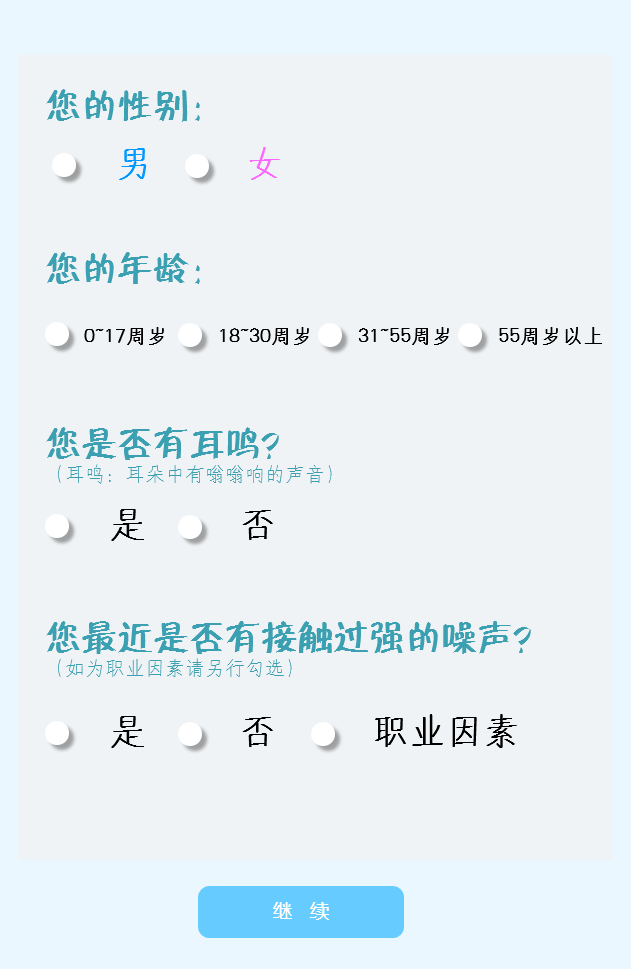 您的性别：
男 女
您的年龄：
0~17周岁 18~30周岁 31~55周岁 55周岁以上
您是否有耳鸣？
（耳鸣：耳朵中有嗡嗡响的声音）
是 否
您最近是否有接触过强的噪声？
（如为职业因素请另行勾选）
是 否 职业因素
继 续